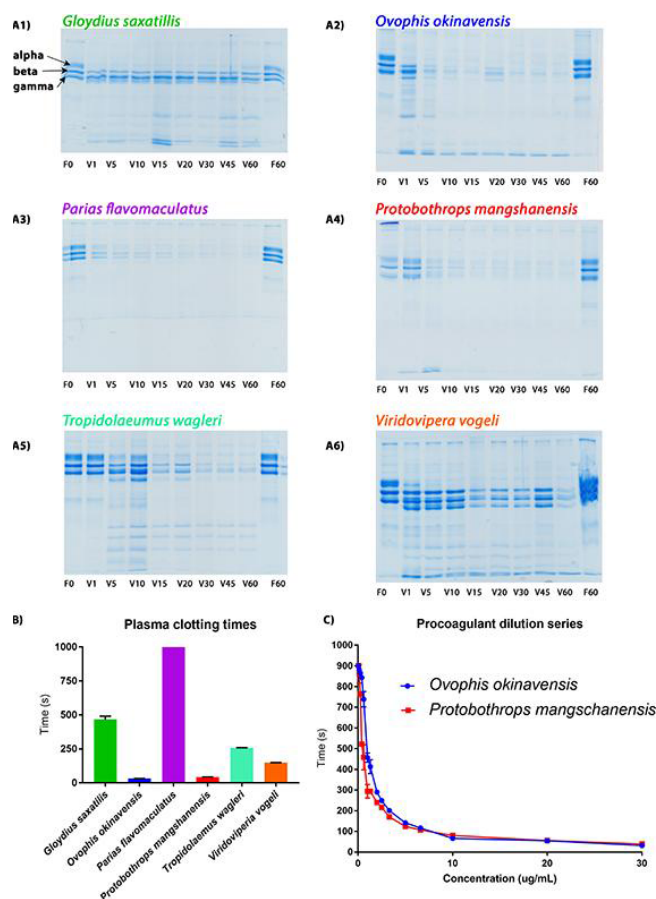 A1) Gloydius saxatillis
alpha
beta
gamma
F0 V1 V5 V10 V15 V20 V30 V45 V60 F60
A2) Ovophis okinavensis
F0 V1 V5 V10 V15 V20 V30 V45 V60 F60
A3) Parias flavomaculatus
F0 V1 V5 V10 V15 V20 V30 V45 V60 F60
A4) Protobothrops mangshanensis
F0 V1 V5 V10 V15 V20 V30 V45 V60 F60
A5) Tropidolaeumus wagleri
F0 V1 V5 V10 V15 V20 V30 V45 V60 F60
A6) Viridovipera vogeli
F0 V1 V5 V10 V15 V20 V30 V45 V60 F60
B) Plasma clotting times
Time (s)
1000
750
500
250
0
Gloydius saxatilis
Ovophis okinavensis
Parias flavomaculatus
Protobothrops mangshanensis
Tropidolaemus wagleri
Viridoviperia vogeli
C) Procoagulant dilution series
Time (s)
1000
900
800
700
600
500
400
300
200
100
0
Ovophis okinavensis
Protobothrops mangschanensis
0 10 20 30
Concentration (ug/mL)